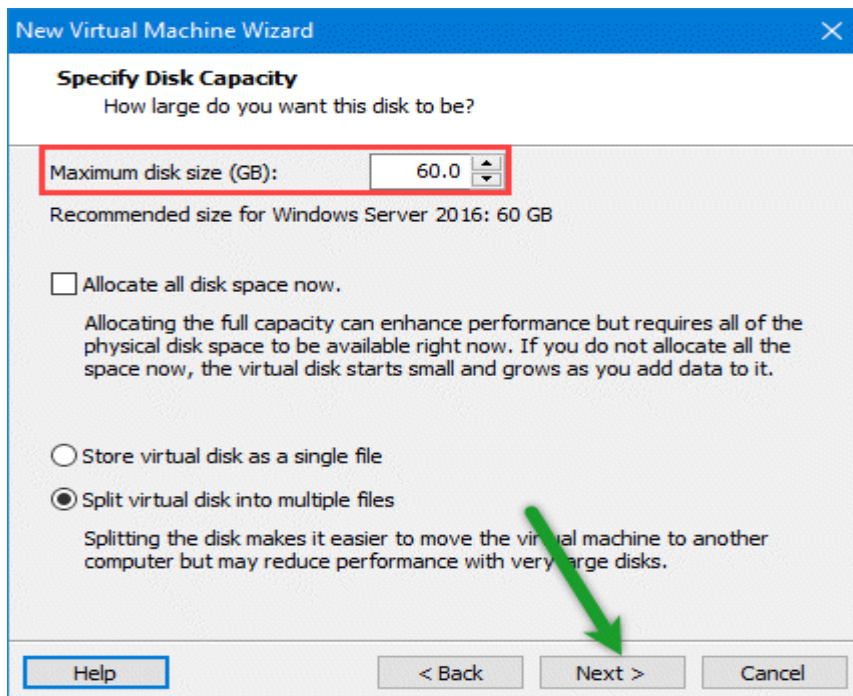 New Virtual Machine Wizard
Specify Disk Capacity
How large do you want this disk to be?
Maximum disk size (GB): 60.0
Recommended size for Windows Server 2016: 60 GB
Allocate all disk space now.
Allocating the full capacity can enhance performance but requires all of the
physical disk space to be available right now. If you do not allocate all the
space now, the virtual disk starts small and grows as you add data to it.
Store virtual disk as a single file
Split virtual disk into multiple files
Splitting the disk makes it easier to move the virtual machine to another
computer but may reduce performance with very large disks.
Help < Back Next > Cancel